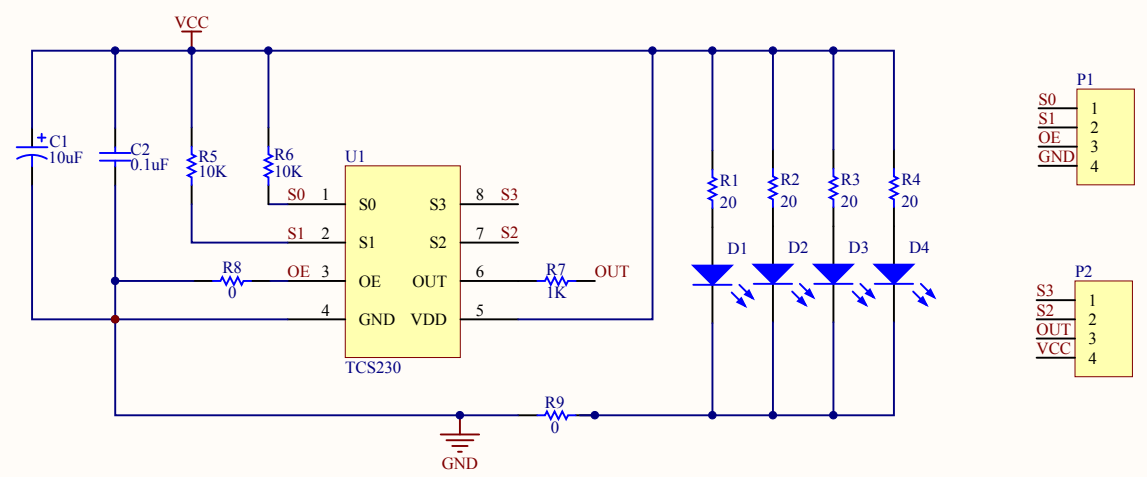 VCC
P1
S0
S1
OE
GND
1
2
3
4
C1
10uF
C2
0.1uF
R5
10K
R6
10K
U1
S0
1
S0
S1
2
S1
OE
3
OE
4
GND
S3
8
S3
S2
7
S2
OUT
6
VDD
5
TCS230
R8
0
R7
1K
OUT
R1
20
R2
20
R3
20
R4
20
D1
D2
D3
D4
P2
S3
S2
OUT
VCC
1
2
3
4
R9
0
GND